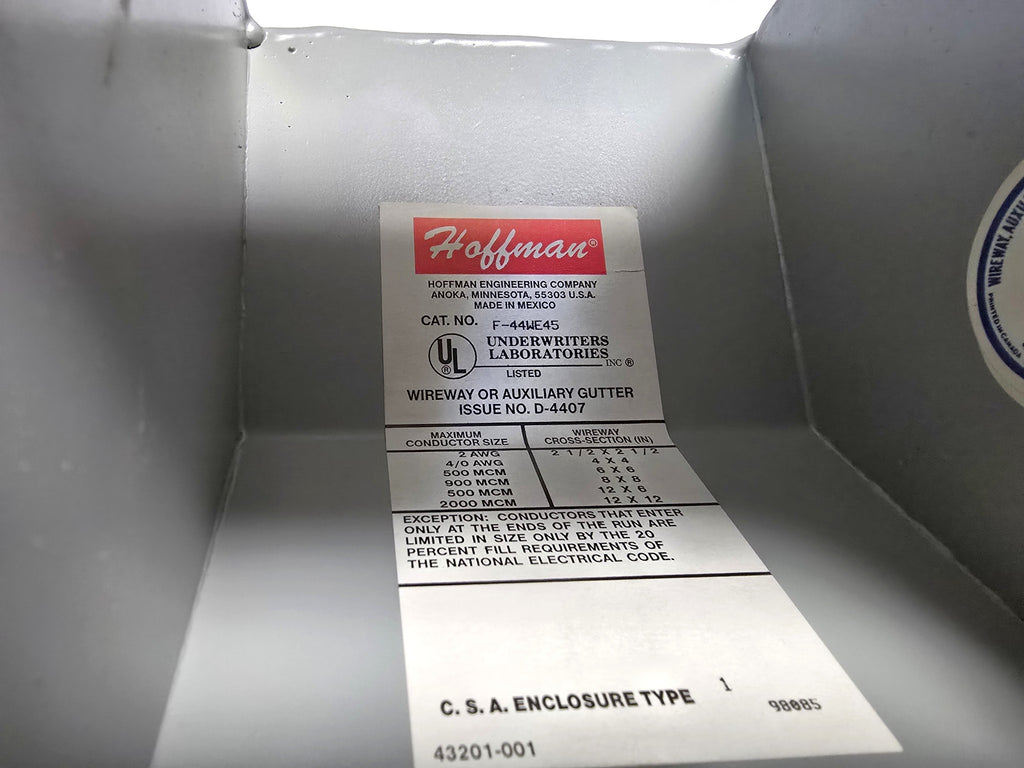 Hoffman®
HOFFMAN ENGINEERING COMPANY
ANOKA, MINNESOTA, 55303 U.S.A.
MADE IN MEXICO
CAT. NO. F-44WE45
UL®
UNDERWRITERS
LABORATORIES INC ®
LISTED
WIREWAY OR AUXILIARY GUTTER
ISSUE NO. D-4407
MAXIMUM
CONDUCTOR SIZE
WIREWAY
CROSS-SECTION (IN)
2 AWG 2 1/2 X 2 1/2
4/0 AWG 4 X 4
500 MCM 6 X 6
900 MCM 8 X 8
500 MCM 12 X 6
2000 MCM 12 X 12
EXCEPTION: CONDUCTORS THAT ENTER
ONLY AT THE ENDS OF THE RUN ARE
LIMITED IN SIZE ONLY BY THE 20
PERCENT FILL REQUIREMENTS OF
THE NATIONAL ELECTRICAL CODE.
C. S. A. ENCLOSURE TYPE 1
98085
43201-001
WIREWAY,
PRINTED IN CANADA